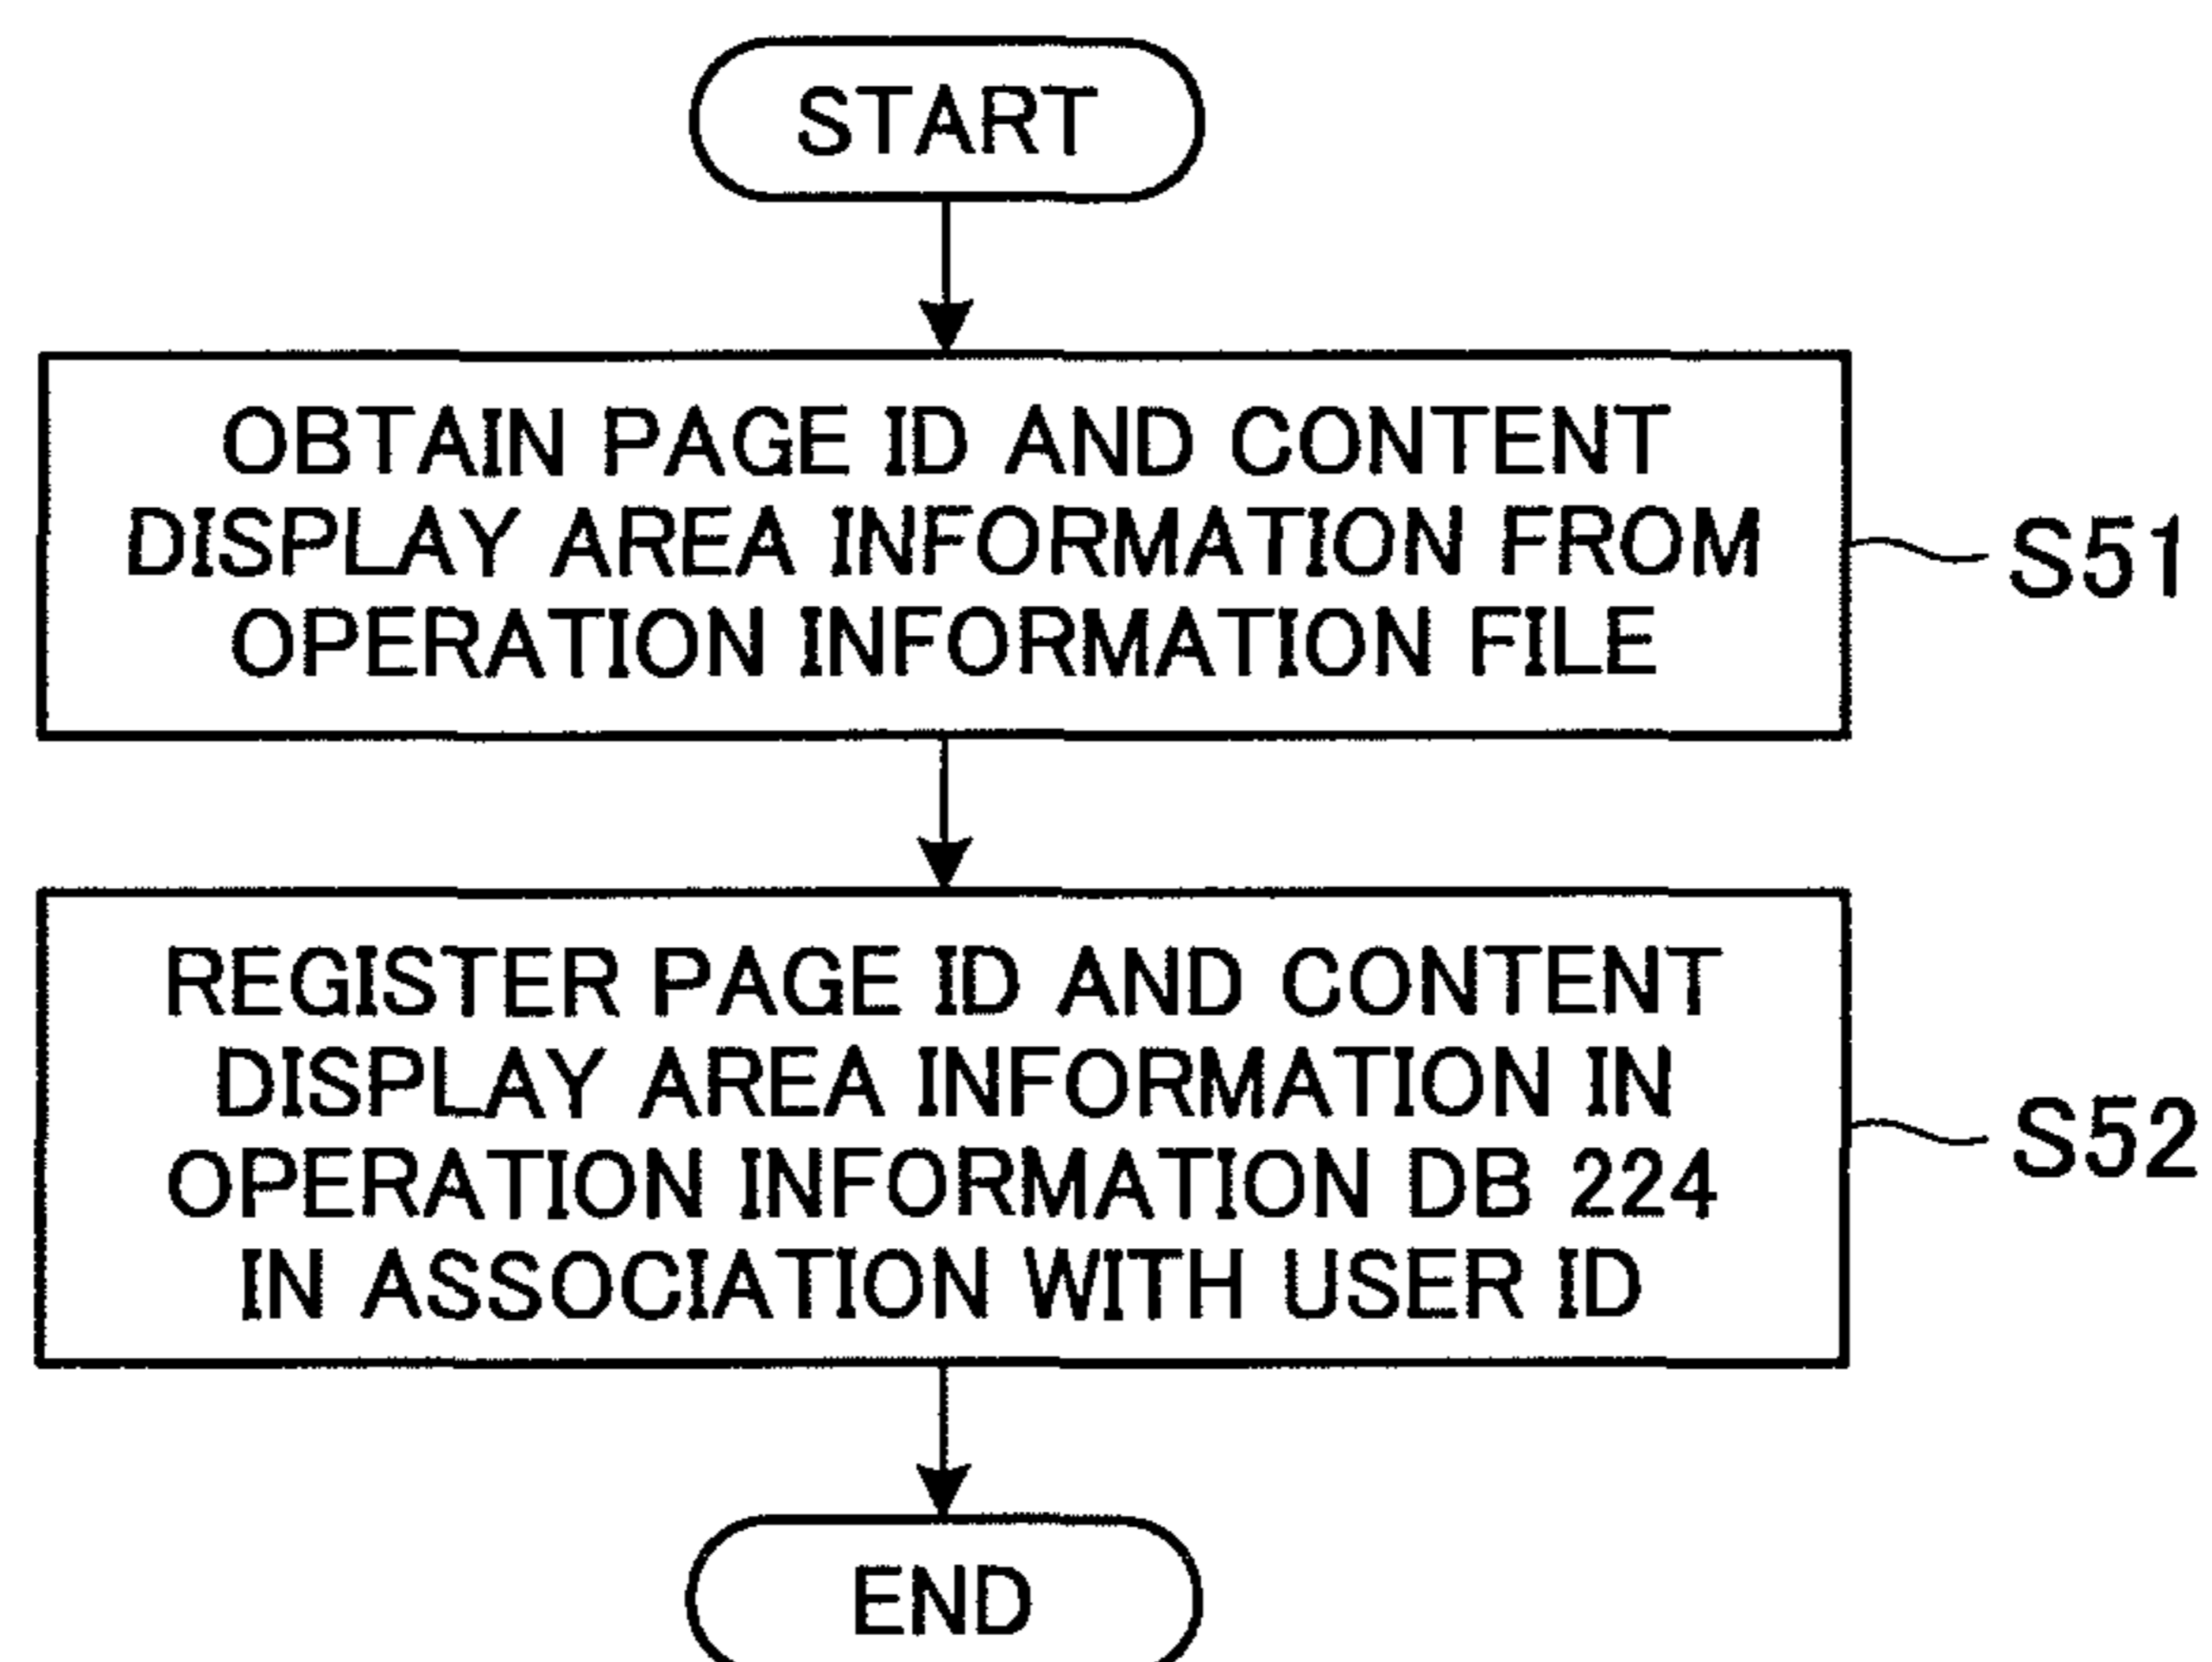 START
OBTAIN PAGE ID AND CONTENT
DISPLAY AREA INFORMATION FROM
OPERATION INFORMATION FILE
S51
REGISTER PAGE ID AND CONTENT
DISPLAY AREA INFORMATION IN
OPERATION INFORMATION DB 224
IN ASSOCIATION WITH USER ID
S52
END